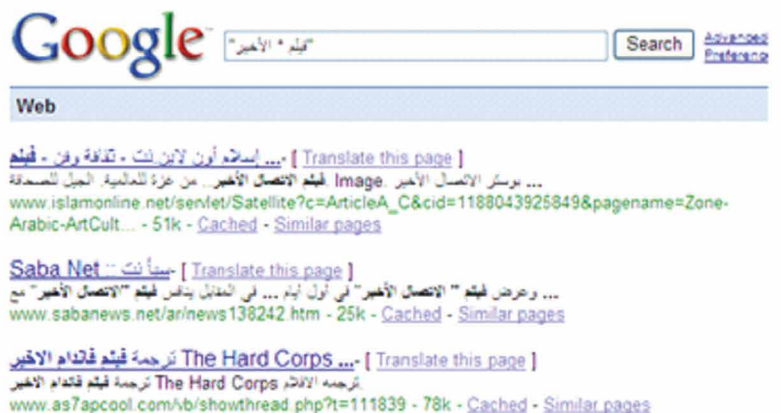 Google
"فيلم * الأخير" Search Advanced
Preferenc
Web
إسلام أون لاين.نت - ثقافة وفن - فيلم ...- [ Translate this page ]
... بوستر الاتصال الأخير .Image .فيلم الاتصال الأخير.. من غزة للعالمية. الجيل للصحافة
www.islamonline.net/servlet/Satellite?c=ArticleA_C&cid=1188043925849&pagename=Zone-
Arabic-ArtCult... - 51k - Cached - Similar pages
سبأ نت :: Saba Net - [ Translate this page ]
... وعرض فيلم " الاتصال الأخير" في أول أيام ... في المقابل ينافس فيلم "الاتصال الأخير" مع
www.sabanews.net/ar/news138242.htm - 25k - Cached - Similar pages
ترجمة فيلم فاندام الاخير The Hard Corps ...- [ Translate this page ]
ترجمه الافلام The Hard Corps ترجمة فيلم فاندام الاخير
www.as7apcool.com/vb/showthread.php?t=111839 - 78k - Cached - Similar pages